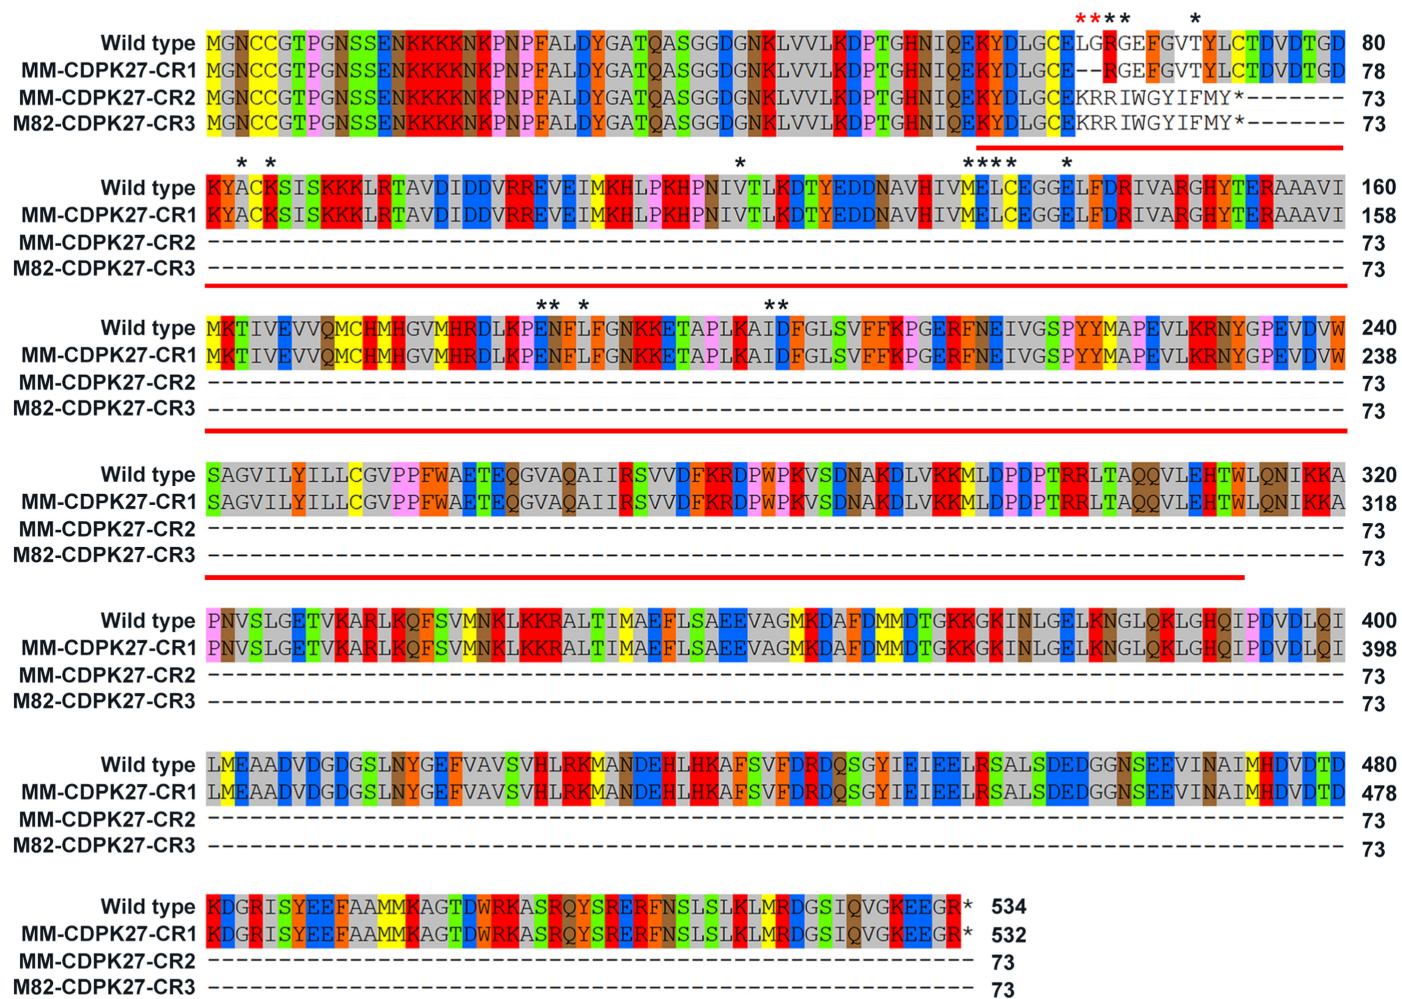 ** ** *
Wild type MGNCCGTPGNSSENKKKKNKPNPFALDYGATQASGGDGNKLVVLKDPTGHNIQEKYDLGCELGRGEFGVTYLCTDVDTGD 80
MM-CDPK27-CR1 MGNCCGTPGNSSENKKKKNKPNPFALDYGATQASGGDGNKLVVLKDPTGHNIQEKYDLGCE--RGEFGVTYLCTDVDTGD 78
MM-CDPK27-CR2 MGNCCGTPGNSSENKKKKNKPNPFALDYGATQASGGDGNKLVVLKDPTGHNIQEKYDLGCEKRRIWGYIFMY*------- 73
M82-CDPK27-CR3 MGNCCGTPGNSSENKKKKNKPNPFALDYGATQASGGDGNKLVVLKDPTGHNIQEKYDLGCEKRRIWGYIFMY*------- 73
* * * **** *
Wild type KYACKSISKKKLRTAVDIDDVRREVEIMKHLPKHPNIVTLKDTYEDDNAVHIVMELCEGGELFDRIVARGHYTERAAAVI 160
MM-CDPK27-CR1 KYACKSISKKKLRTAVDIDDVRREVEIMKHLPKHPNIVTLKDTYEDDNAVHIVMELCEGGELFDRIVARGHYTERAAAVI 158
MM-CDPK27-CR2 -------------------------------------------------------------------------------- 73
M82-CDPK27-CR3 -------------------------------------------------------------------------------- 73
** * **
Wild type MKTIVEVVQMCHMHGVMHRDLKPENFLFGNKKETAPLKAIDFGLSVFFKPGERFNEIVGSPYYMAPEVLKRNYGPEVDVW 240
MM-CDPK27-CR1 MKTIVEVVQMCHMHGVMHRDLKPENFLFGNKKETAPLKAIDFGLSVFFKPGERFNEIVGSPYYMAPEVLKRNYGPEVDVW 238
MM-CDPK27-CR2 -------------------------------------------------------------------------------- 73
M82-CDPK27-CR3 -------------------------------------------------------------------------------- 73
Wild type SAGVILYILLCGVPPFWAETEQGVAQAIIRSVVDFKRDPWPKVSDNAKDLVKKMLDPDPTRRLTAQQVLEHTWLQNIKKA 320
MM-CDPK27-CR1 SAGVILYILLCGVPPFWAETEQGVAQAIIRSVVDFKRDPWPKVSDNAKDLVKKMLDPDPTRRLTAQQVLEHTWLQNIKKA 318
MM-CDPK27-CR2 -------------------------------------------------------------------------------- 73
M82-CDPK27-CR3 -------------------------------------------------------------------------------- 73
Wild type PNVSLGETVKARLKQFSVMNKLKKRALTIMAEFLSAEEVAGMKDAFDMMDTGKKGKINLGELKNGLQKLGHQIPDVDLQI 400
MM-CDPK27-CR1 PNVSLGETVKARLKQFSVMNKLKKRALTIMAEFLSAEEVAGMKDAFDMMDTGKKGKINLGELKNGLQKLGHQIPDVDLQI 398
MM-CDPK27-CR2 -------------------------------------------------------------------------------- 73
M82-CDPK27-CR3 -------------------------------------------------------------------------------- 73
Wild type LMEAADVDGDGSLNYGEFVAVSVHLRKMANDEHLHKAFSVFDRDQSGYIEIEELRSALSDEDGGNSEEVINAIMHDVDTD 480
MM-CDPK27-CR1 LMEAADVDGDGSLNYGEFVAVSVHLRKMANDEHLHKAFSVFDRDQSGYIEIEELRSALSDEDGGNSEEVINAIMHDVDTD 478
MM-CDPK27-CR2 -------------------------------------------------------------------------------- 73
M82-CDPK27-CR3 -------------------------------------------------------------------------------- 73
Wild type KDGRISYEEFAAMMKAGTDWRKASRQYSRERFNSLSLKLMRDGSIQVGKEEGR* 534
MM-CDPK27-CR1 KDGRISYEEFAAMMKAGTDWRKASRQYSRERFNSLSLKLMRDGSIQVGKEEGR* 532
MM-CDPK27-CR2 ------------------------------------------------------ 73
M82-CDPK27-CR3 ------------------------------------------------------ 73